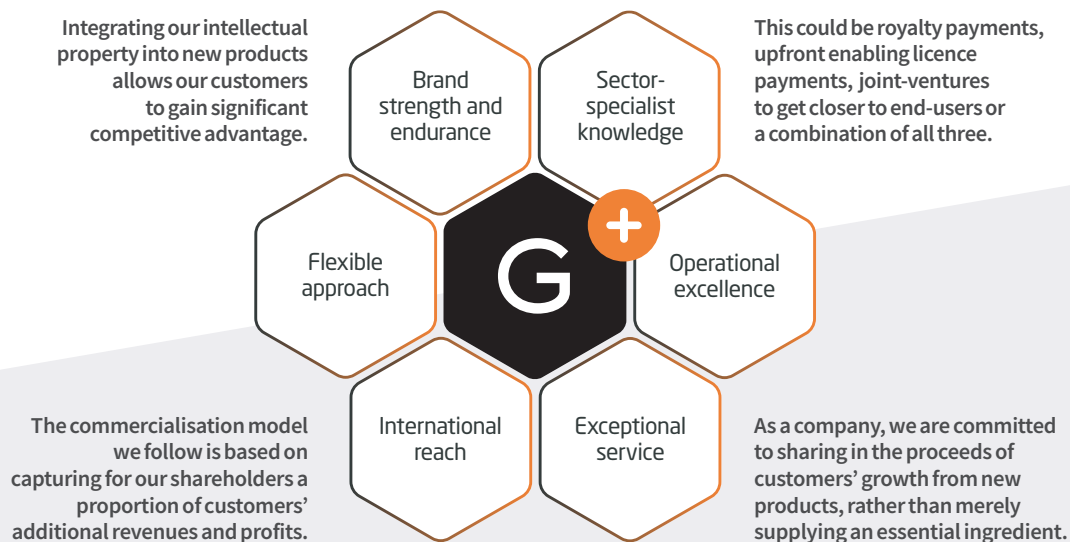 Integrating our intellectual
property into new products
allows our customers
to gain significant
competitive advantage.
Brand
strength and
endurance
Sector-
specialist
knowledge
This could be royalty payments,
upfront enabling licence
payments, joint-ventures
to get closer to end-users or
a combination of all three.
Flexible
approach
G
+
Operational
excellence
The commercialisation model
we follow is based on
capturing for our shareholders a
proportion of customers’
additional revenues and profits.
International
reach
Exceptional
service
As a company, we are committed
to sharing in the proceeds of
customers’ growth from new
products, rather than merely
supplying an essential ingredient.